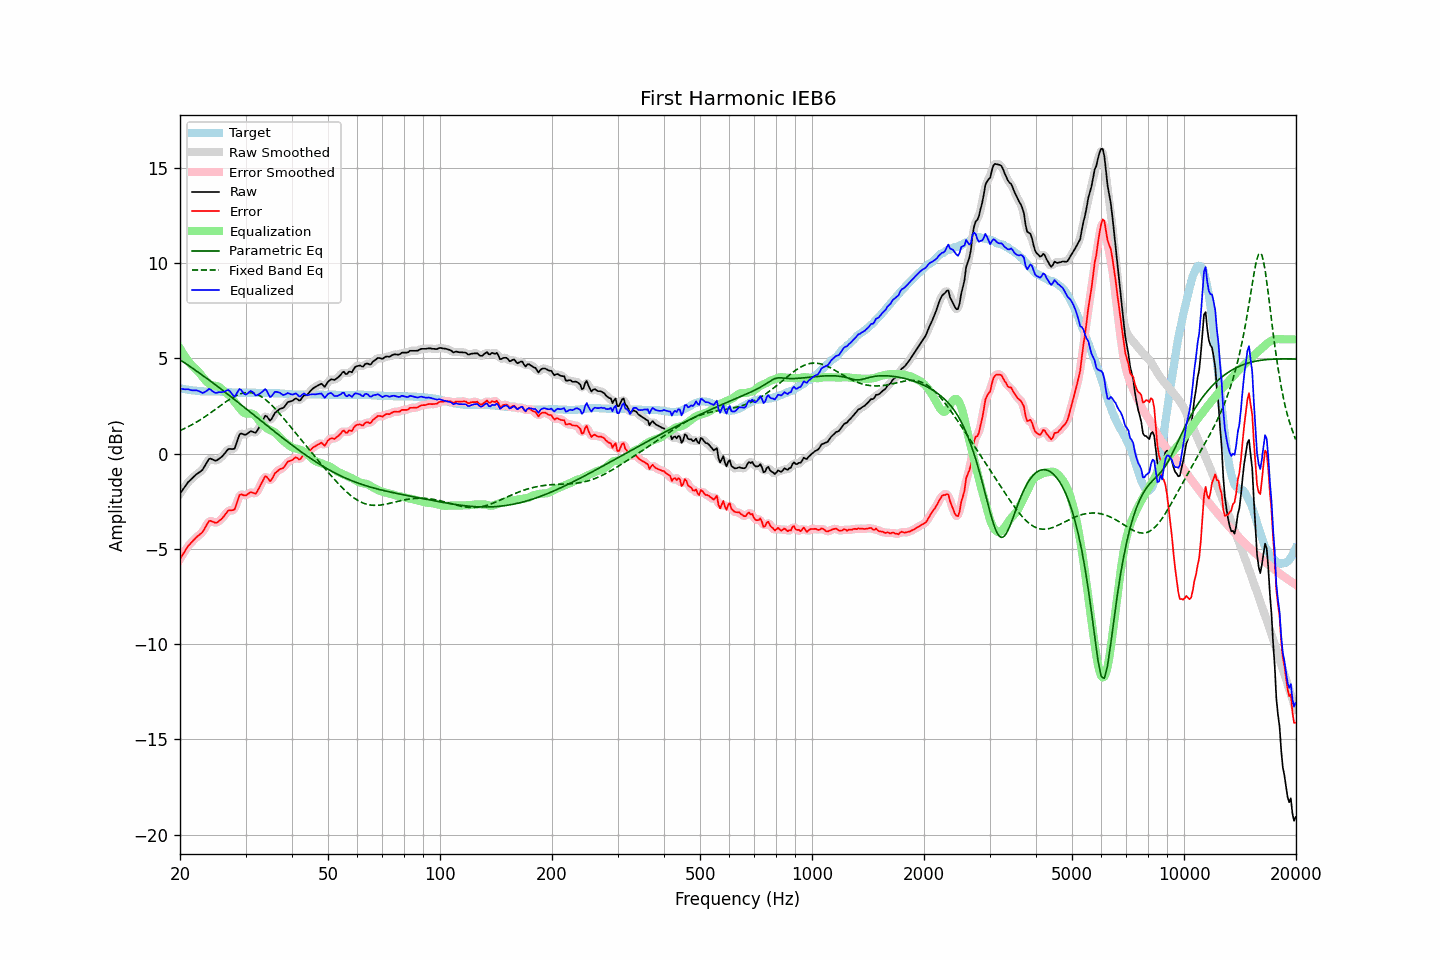 First Harmonic IEB6
Target
Raw Smoothed
Error Smoothed
Raw
Error
Equalization
Parametric Eq
Fixed Band Eq
Equalized
15
10
5
0
−5
−10
−15
−20
Amplitude (dBr)
20
50
100
200
500
1000
2000
5000
10000
20000
Frequency (Hz)